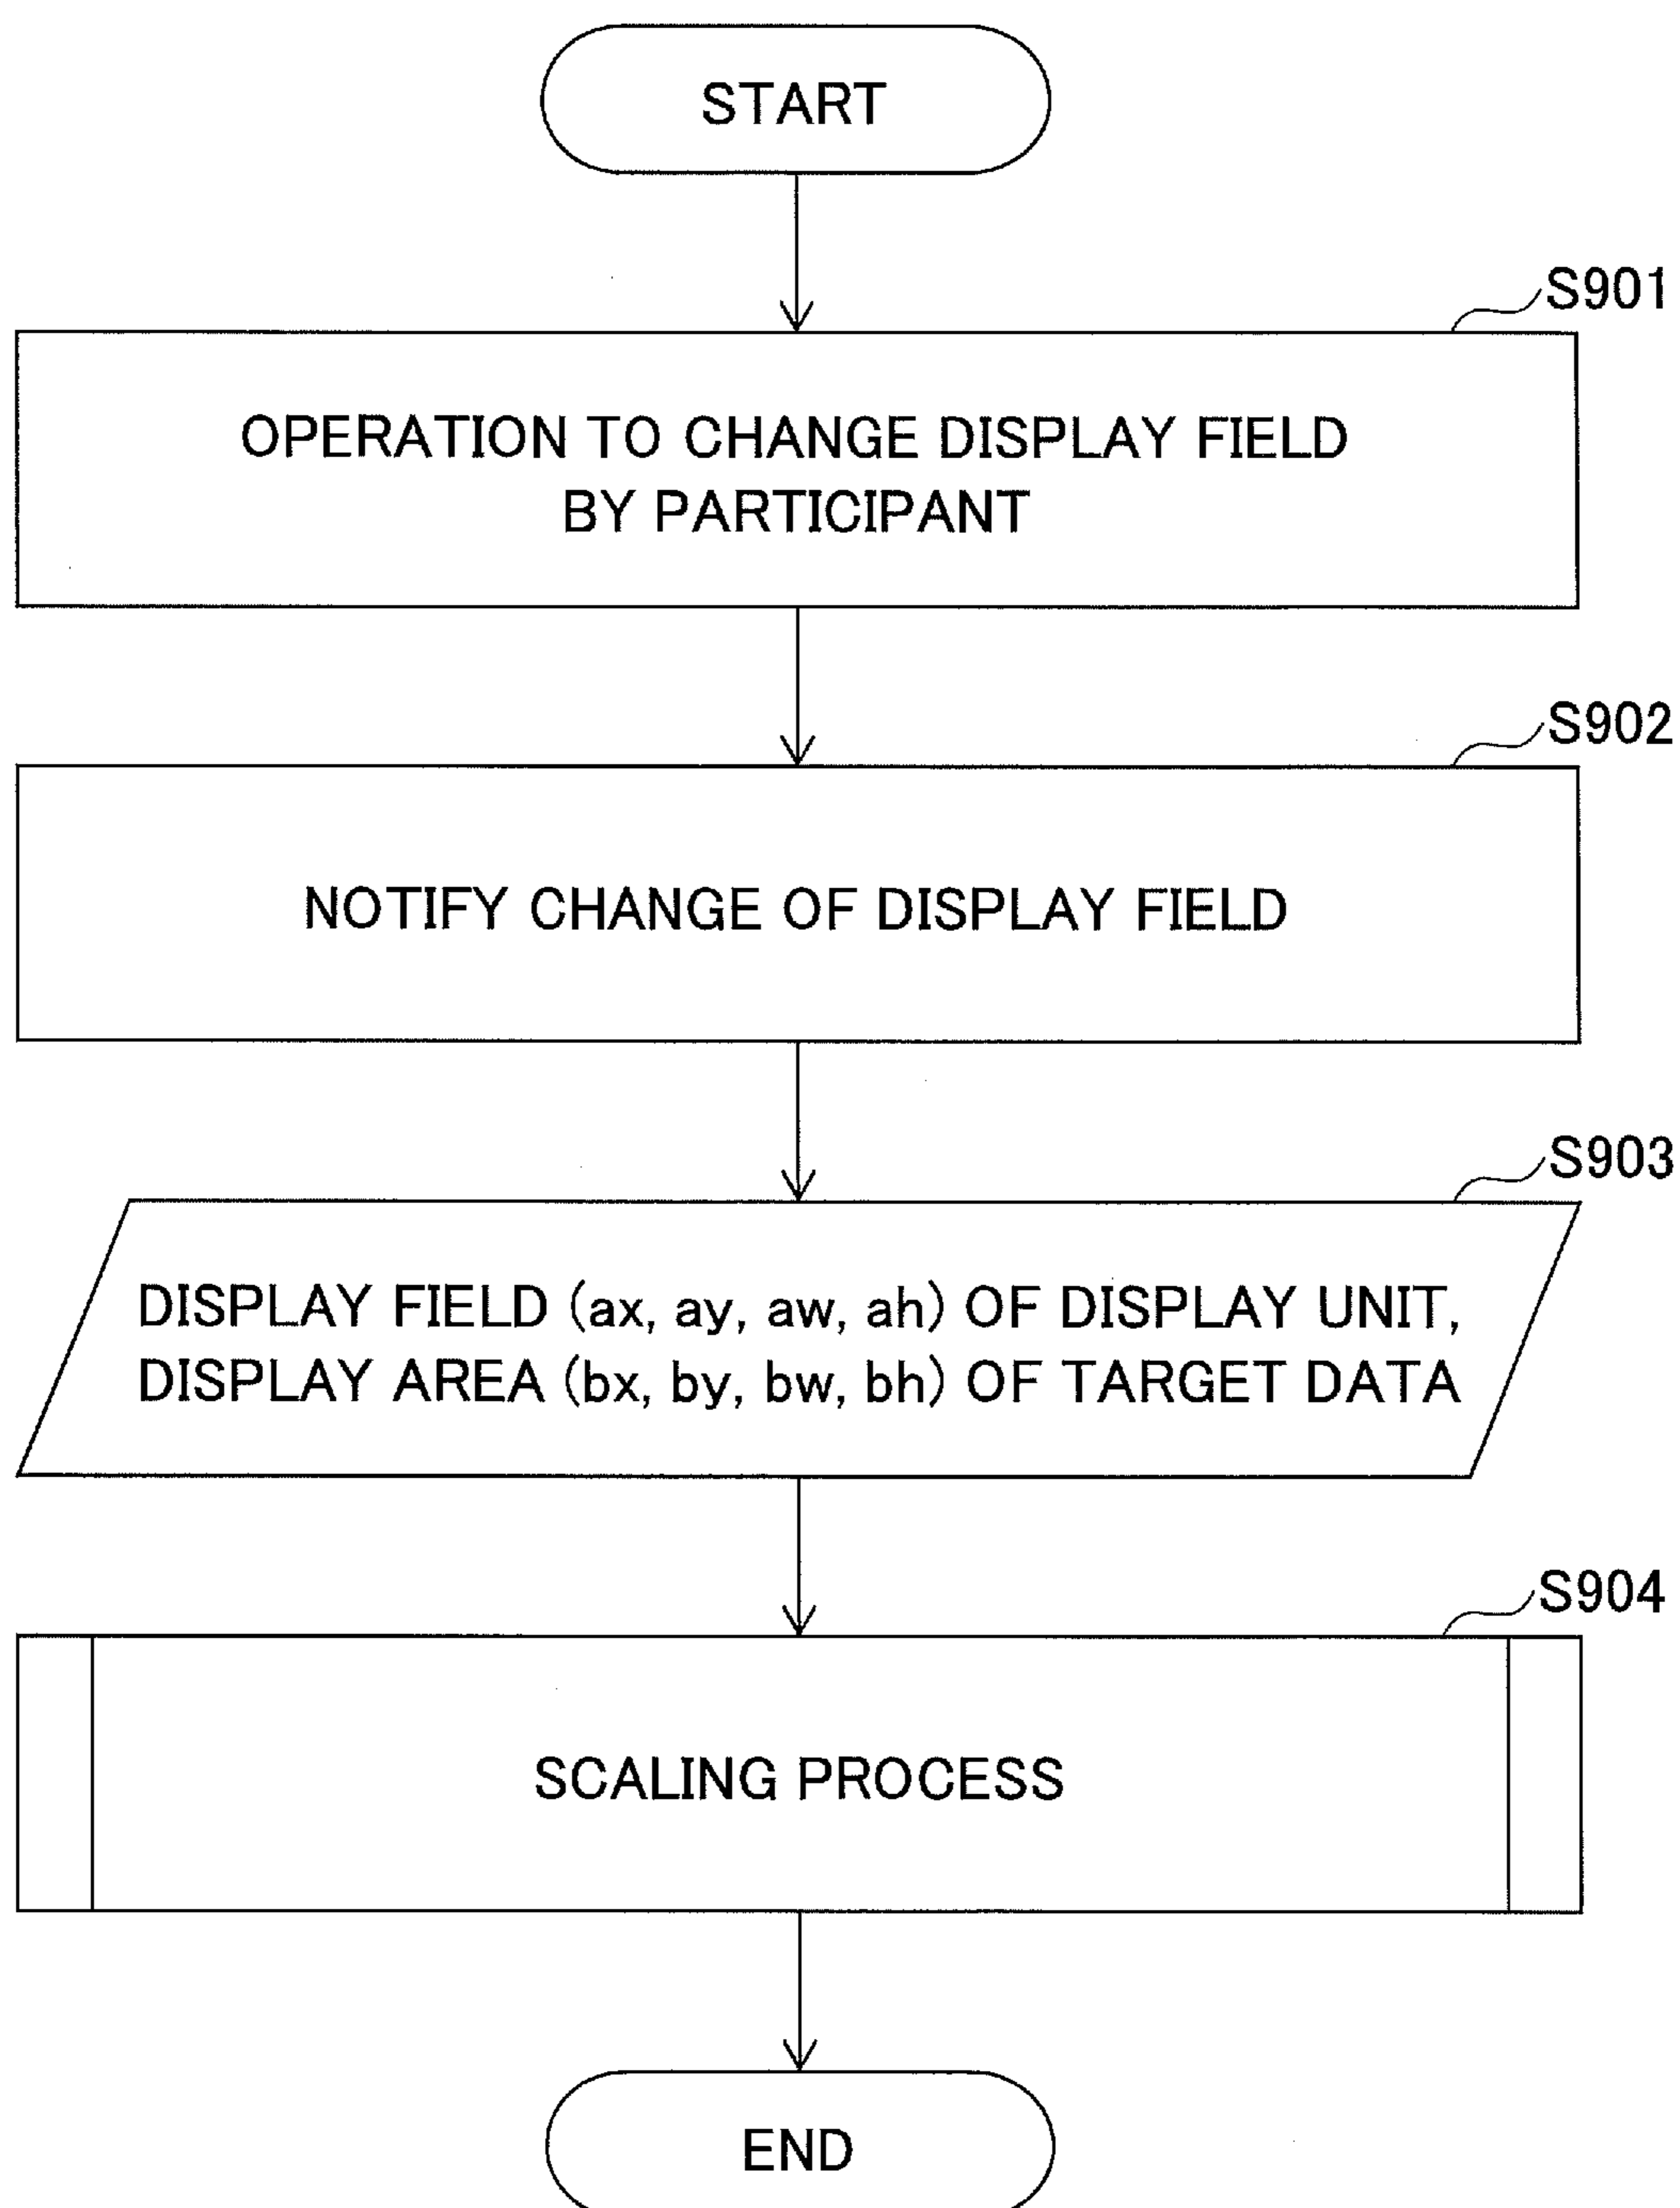 START
S901
OPERATION TO CHANGE DISPLAY FIELD
BY PARTICIPANT
S902
NOTIFY CHANGE OF DISPLAY FIELD
S903
DISPLAY FIELD (ax, ay, aw, ah) OF DISPLAY UNIT,
DISPLAY AREA (bx, by, bw, bh) OF TARGET DATA
S904
SCALING PROCESS
END